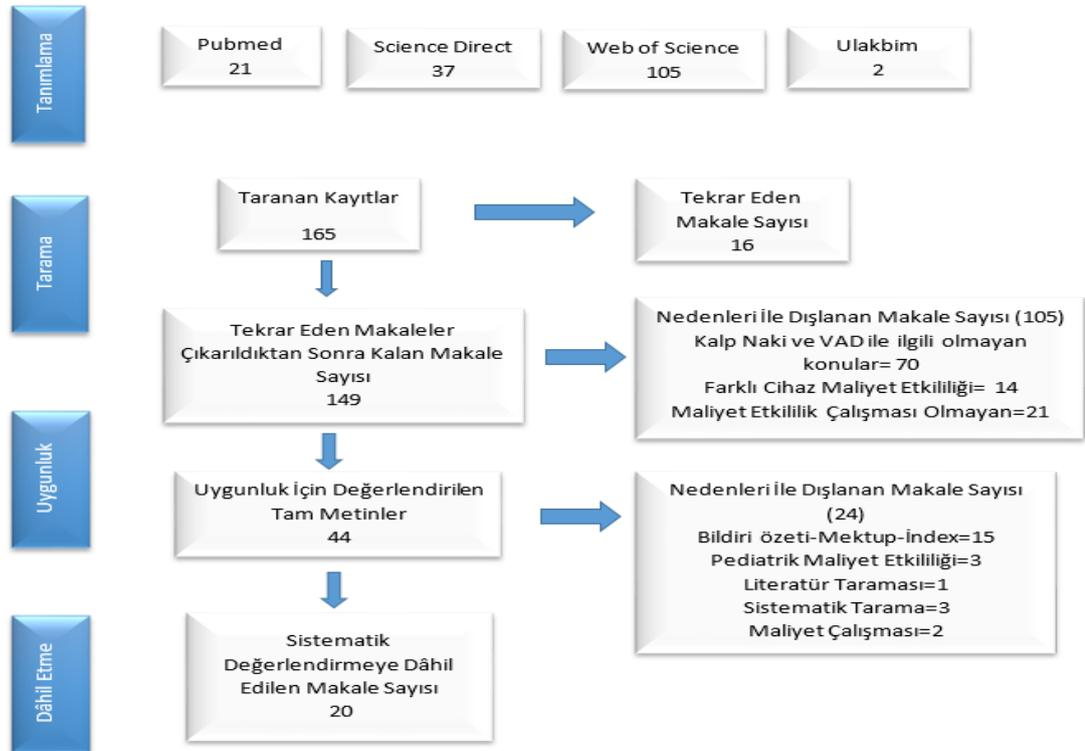 Tanımlama
Pubmed
21
Science Direct
37
Web of Science
105
Ulakbim
2
Tarama
Taranan Kayıtlar
165
Tekrar Eden
Makale Sayısı
16
Tekrar Eden Makaleler
Çıkarıldıktan Sonra Kalan Makale
Sayısı
149
Nedenleri İle Dışlanan Makale Sayısı (105)
Kalp Naki ve VAD ile ilgili olmayan
konular= 70
Farklı Cihaz Maliyet Etkililiği= 14
Maliyet Etkililik Çalışması Olmayan=21
Uygunluk
Uygunluk İçin Değerlendirilen
Tam Metinler
44
Nedenleri İle Dışlanan Makale Sayısı
(24)
Bildiri özeti-Mektup-İndex=15
Pediatrik Maliyet Etkililiği=3
Literatür Taraması=1
Sistematik Tarama=3
Maliyet Çalışması=2
Dâhil Etme
Sistematik
Değerlendirmeye Dâhil
Edilen Makale Sayısı
20